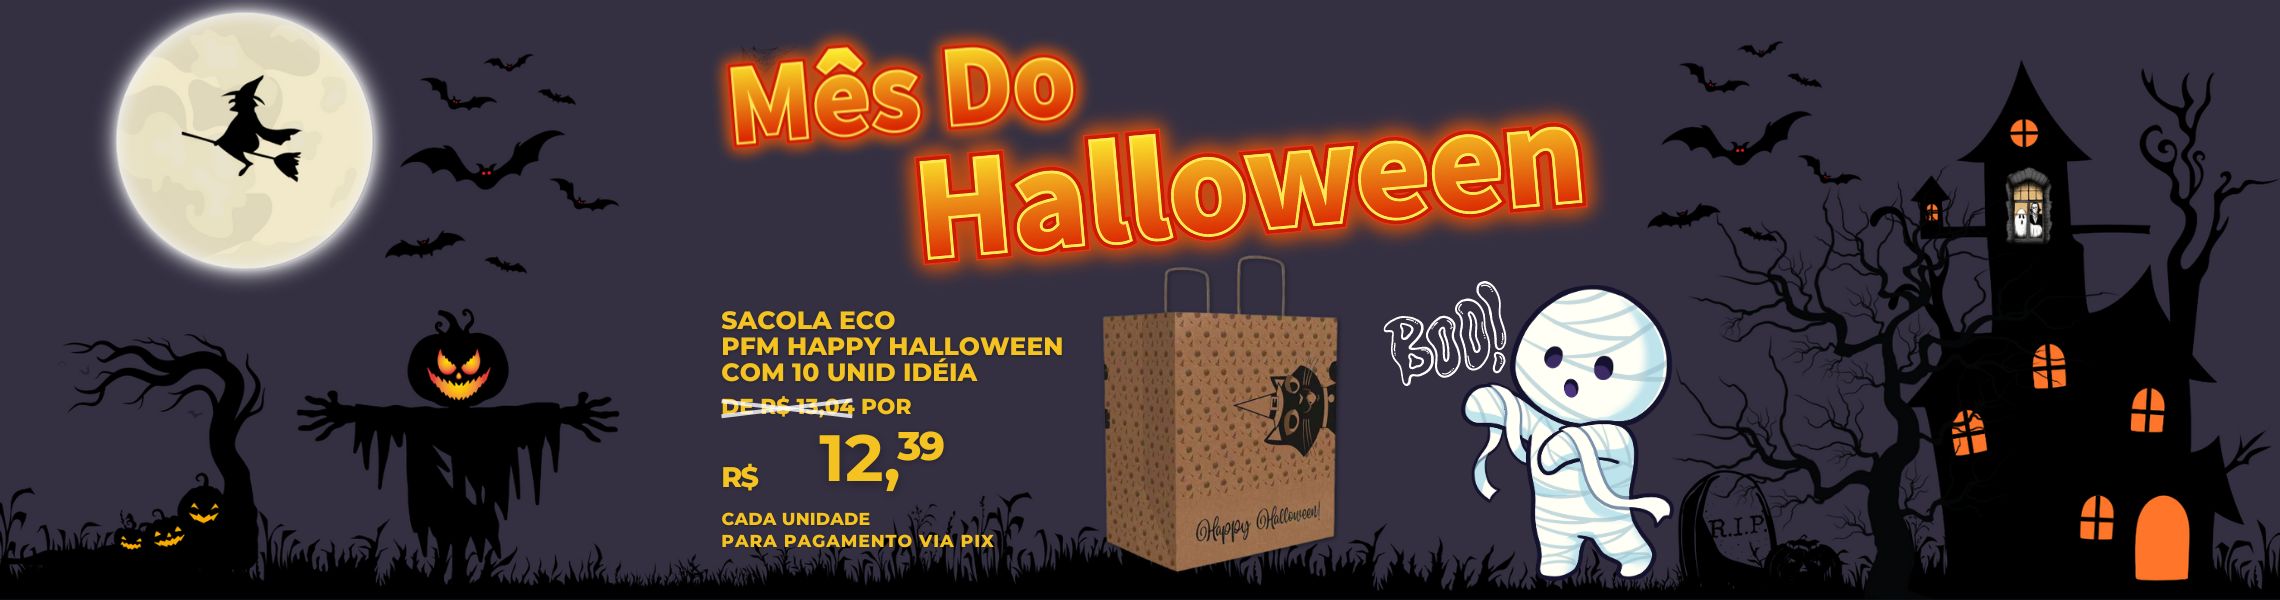 Mês Do
Halloween
SACOLA ECO
PFM HAPPY HALLOWEEN
COM 10 UNID IDÉIA
DE R$ 13,04 POR
R$ 12,39
CADA UNIDADE
PARA PAGAMENTO VIA PIX
Happy Halloween!
BOO!
R.I.P